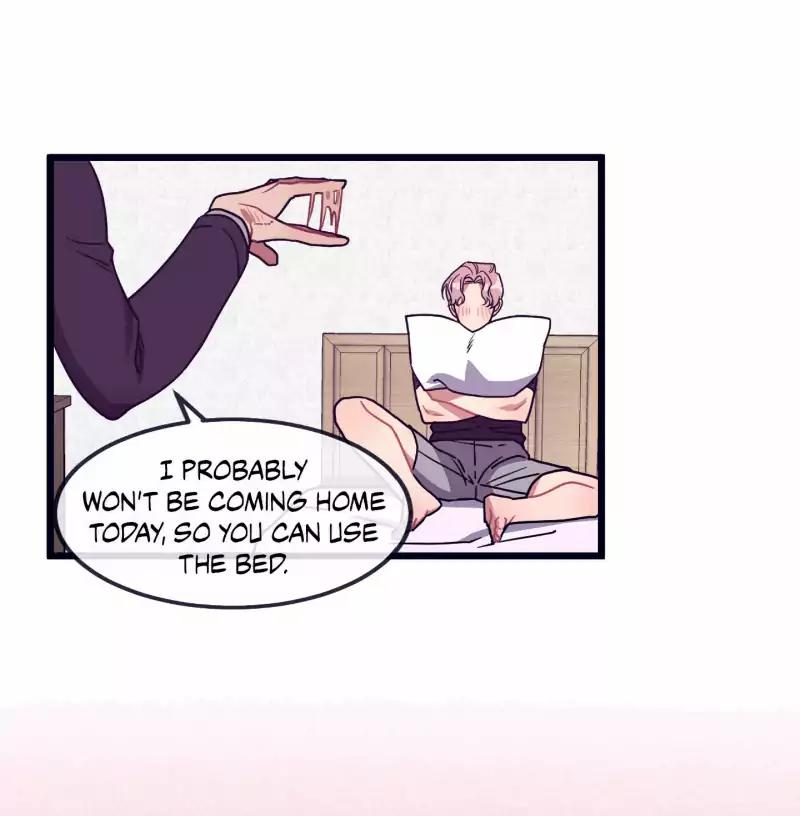 I PROBABLY
WON'T BE COMING HOME
TODAY, SO YOU CAN USE
THE BED.